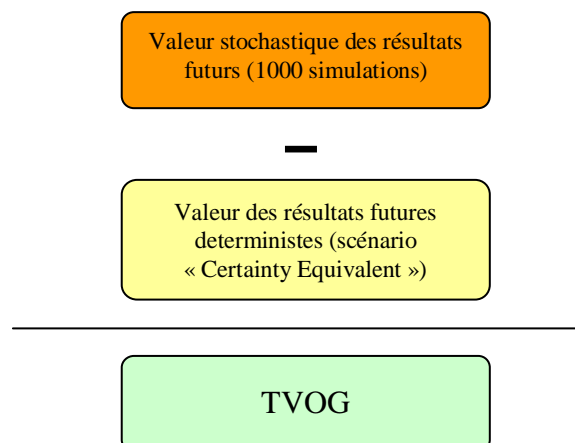 Valeur stochastique des résultats
futurs (1000 simulations)
–
Valeur des résultats futures
deterministes (scénario
« Certainty Equivalent »)
TVOG